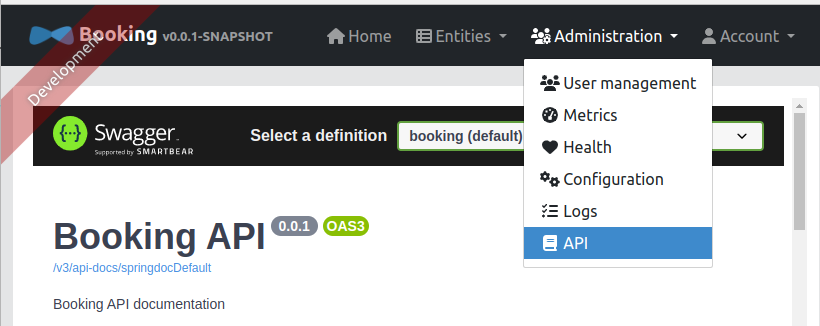 Development
Booking v0.0.1-SNAPSHOT Home Entities Administration Account
User management
Metrics
Health
Configuration
Logs
API
Swagger
Supported by SMARTBEAR
Select a definition booking (default)
Booking API 0.0.1 OAS3
/v3/api-docs/springdocDefault
Booking API documentation